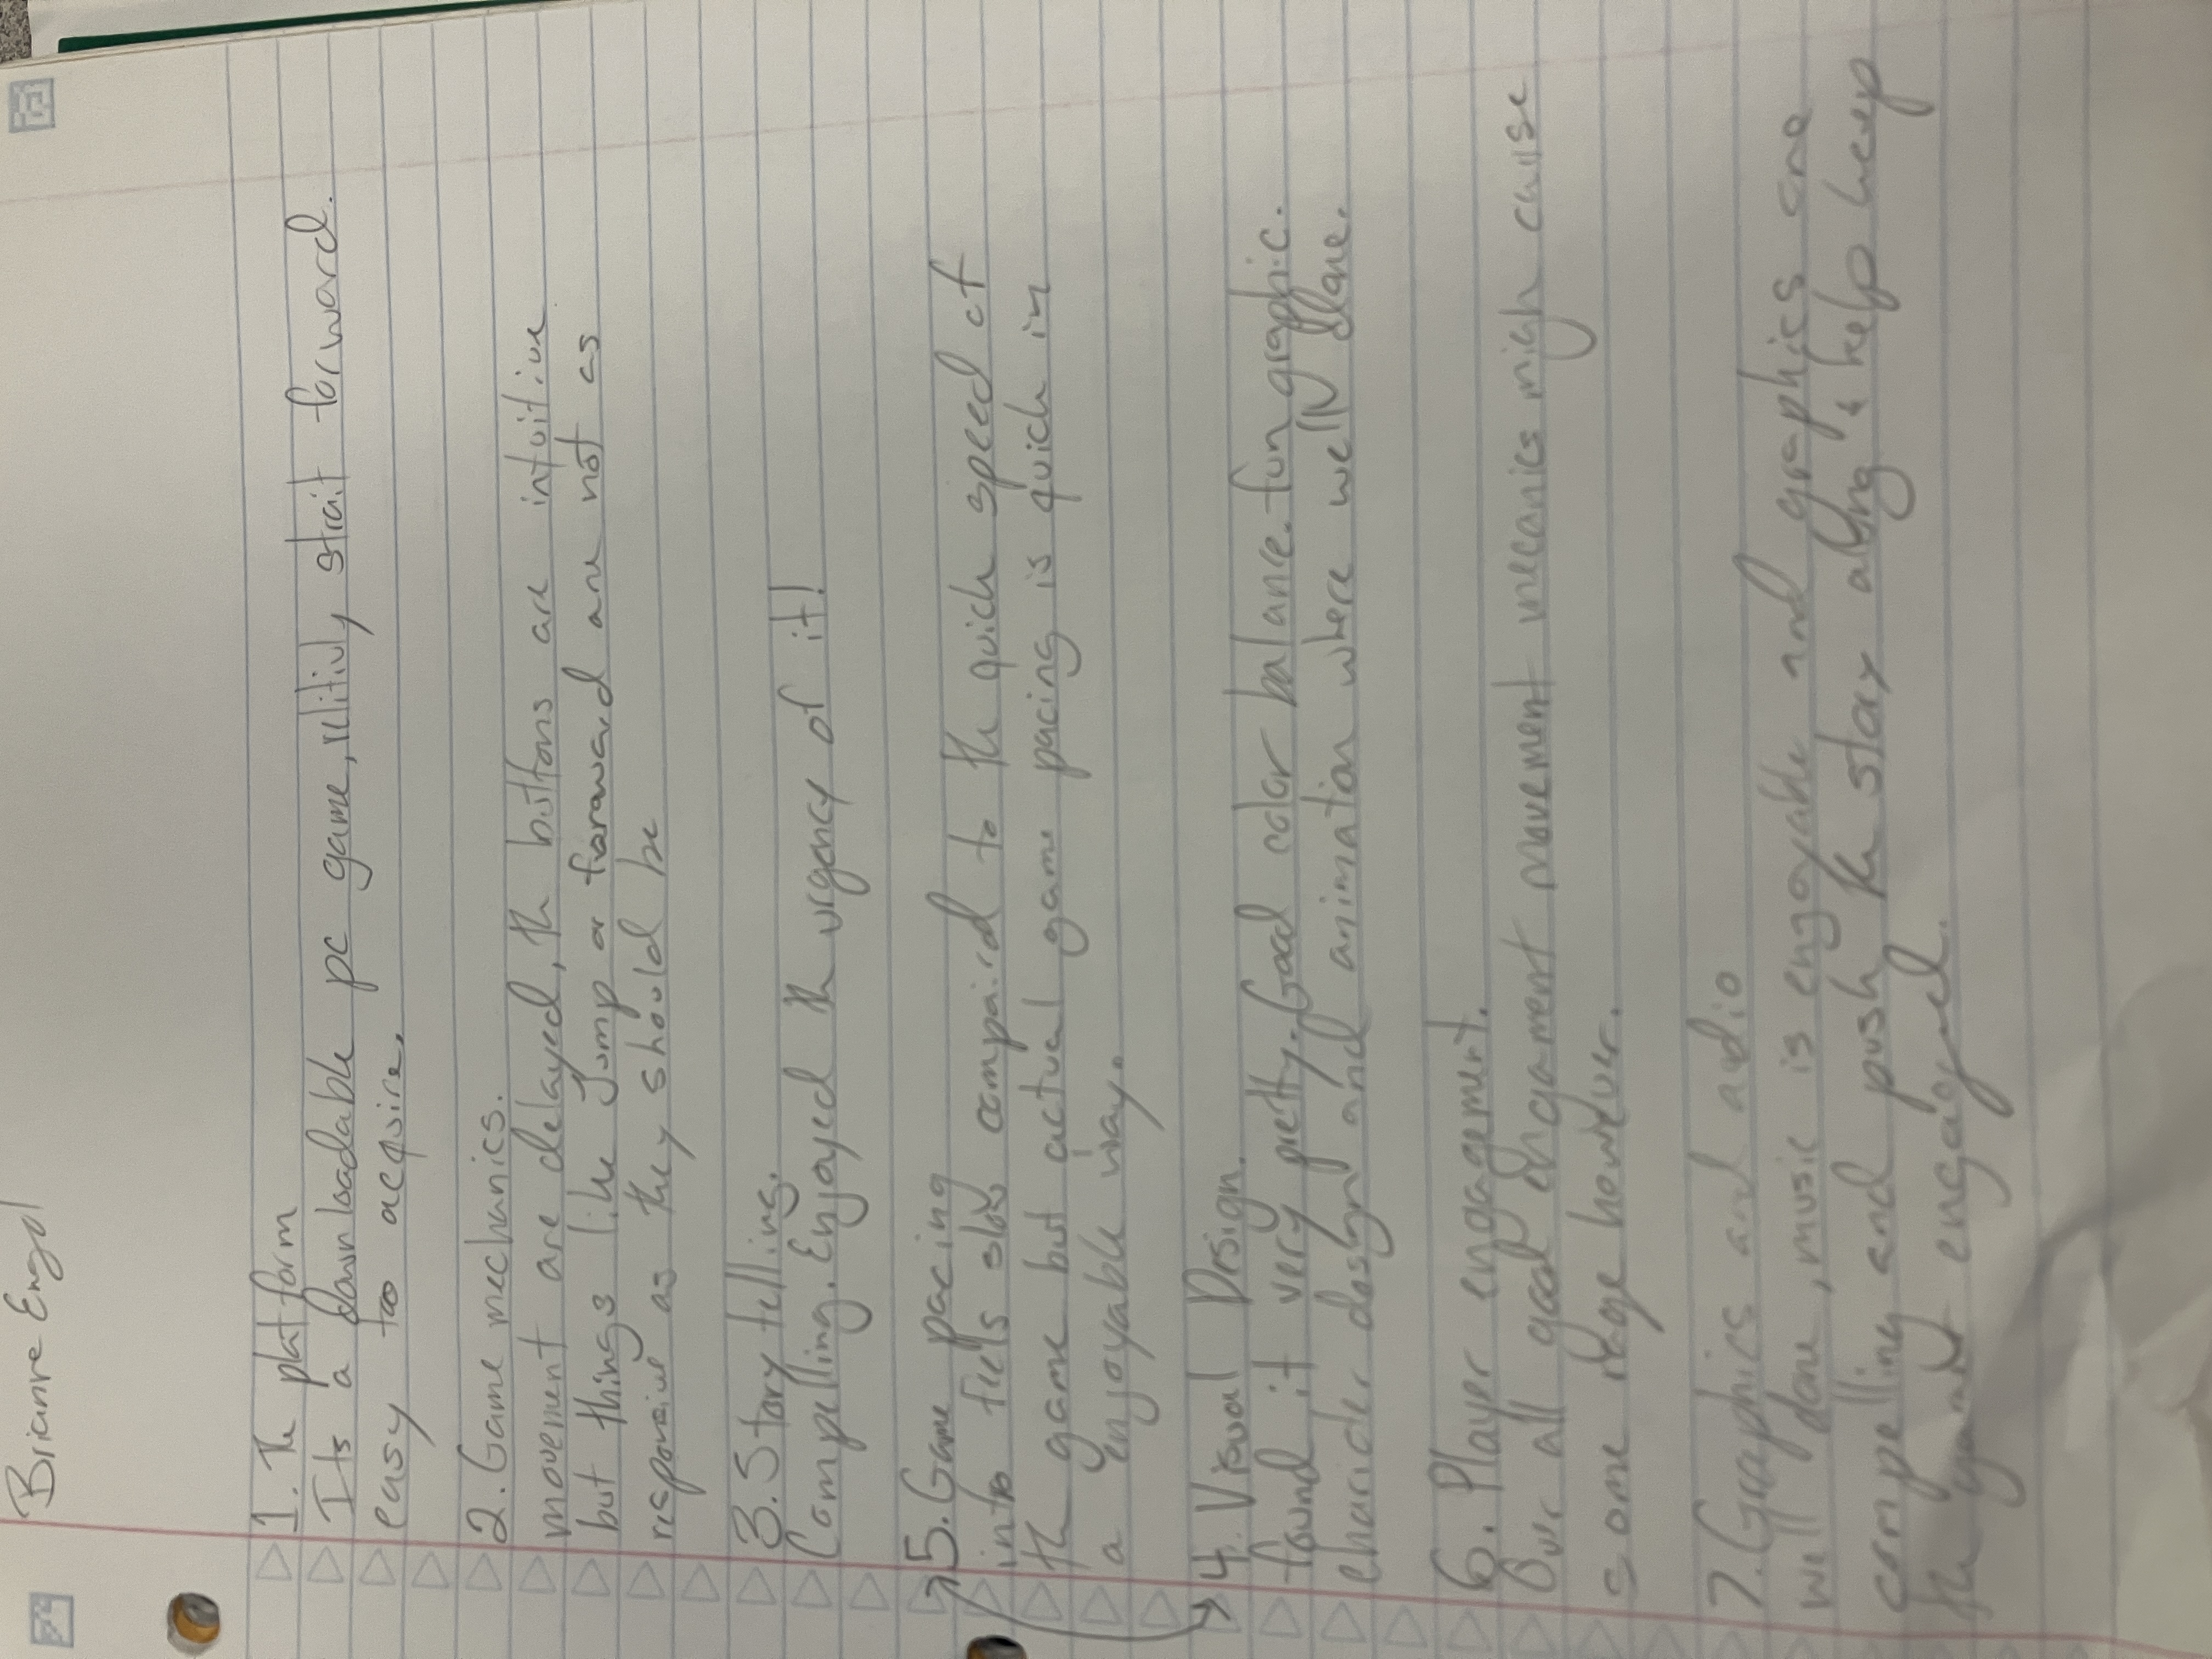 Brianne Engol
1. The platform
Its a downloadable pc game, relitivly strait forward.
easy too acquire.
2. Game mechanics.
movement are delayed, the buttons are intuitive
but things like Jump or foraward are not as
responsive as they should be
3. Story telling.
Compelling. Enjoyed the urgency of it!
5. Game pacing
intro feels slow compaired to the quick speed of
the game but actual game pacing is quick in
a enjoyable way.
4. Visual Design.
found it very pretty. Good color balance. fun graphic.
charicter design and animation where well done.
6. Player engagement.
Over all good engament movement mecanics migh cause
some rage however.
7. Graphics and audio
well done, music is engoyable and graphics are
compelling and push the story along & help keep
the engaged.